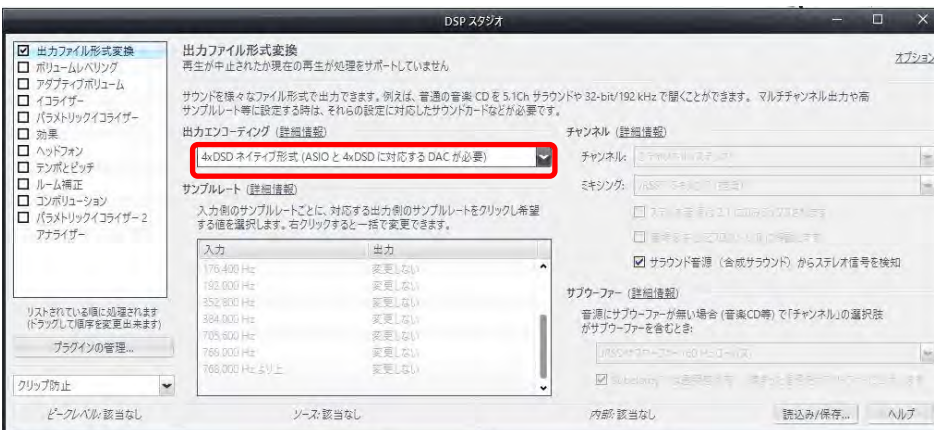 DSP スタジオ
出力ファイル形式変換
ボリュームレベリング
アダプティブボリューム
イコライザー
パラメトリックイコライザー
効果
ヘッドフォン
テンポとピッチ
ルーム補正
コンボリューション
パラメトリックイコライザー 2
アナライザー
リストされている順に処理されます
(ドラッグして順序を変更出来ます)
プラグインの管理...
クリップ防止
出力ファイル形式変換
再生が中止されたか現在の再生が処理をサポートしていません
オプション
サウンドを様々なファイル形式で出力できます。例えば、普通の音楽 CD を 5.1Ch サラウンドや 32-bit/192 kHz で聞くことができます。 マルチチャンネル出力や高
サンプルレート等に設定する時は、それらの設定に対応したサウンドカードなどが必要です。
出力エンコーディング (詳細情報)
4xDSD ネイティブ形式 (ASIO と 4xDSD に対応する DAC が必要)
サンプルレート (詳細情報)
入力側のサンプルレートごとに、対応する出力側のサンプルレートをクリックし希望
する値を選択します。右クリックすると一括で変更できます。
入力 出力
176,400 Hz 変更しない
192,000 Hz 変更しない
352,800 Hz 変更しない
384,000 Hz 変更しない
705,600 Hz 変更しない
768,000 Hz 変更しない
768,000 Hz より上 変更しない
チャンネル (詳細情報)
チャンネル:
ミキシング:
サラウンド音源 (合成サラウンド) からステレオ信号を検知
サブウーファー (詳細情報)
音源にサブウーファーが無い場合 (音楽CD等) で「チャンネル」の選択肢
がサブウーファーを含むとき:
ピークレベル: 該当なし
ソース: 該当なし
内部: 該当なし
読込み/保存...
ヘルプ